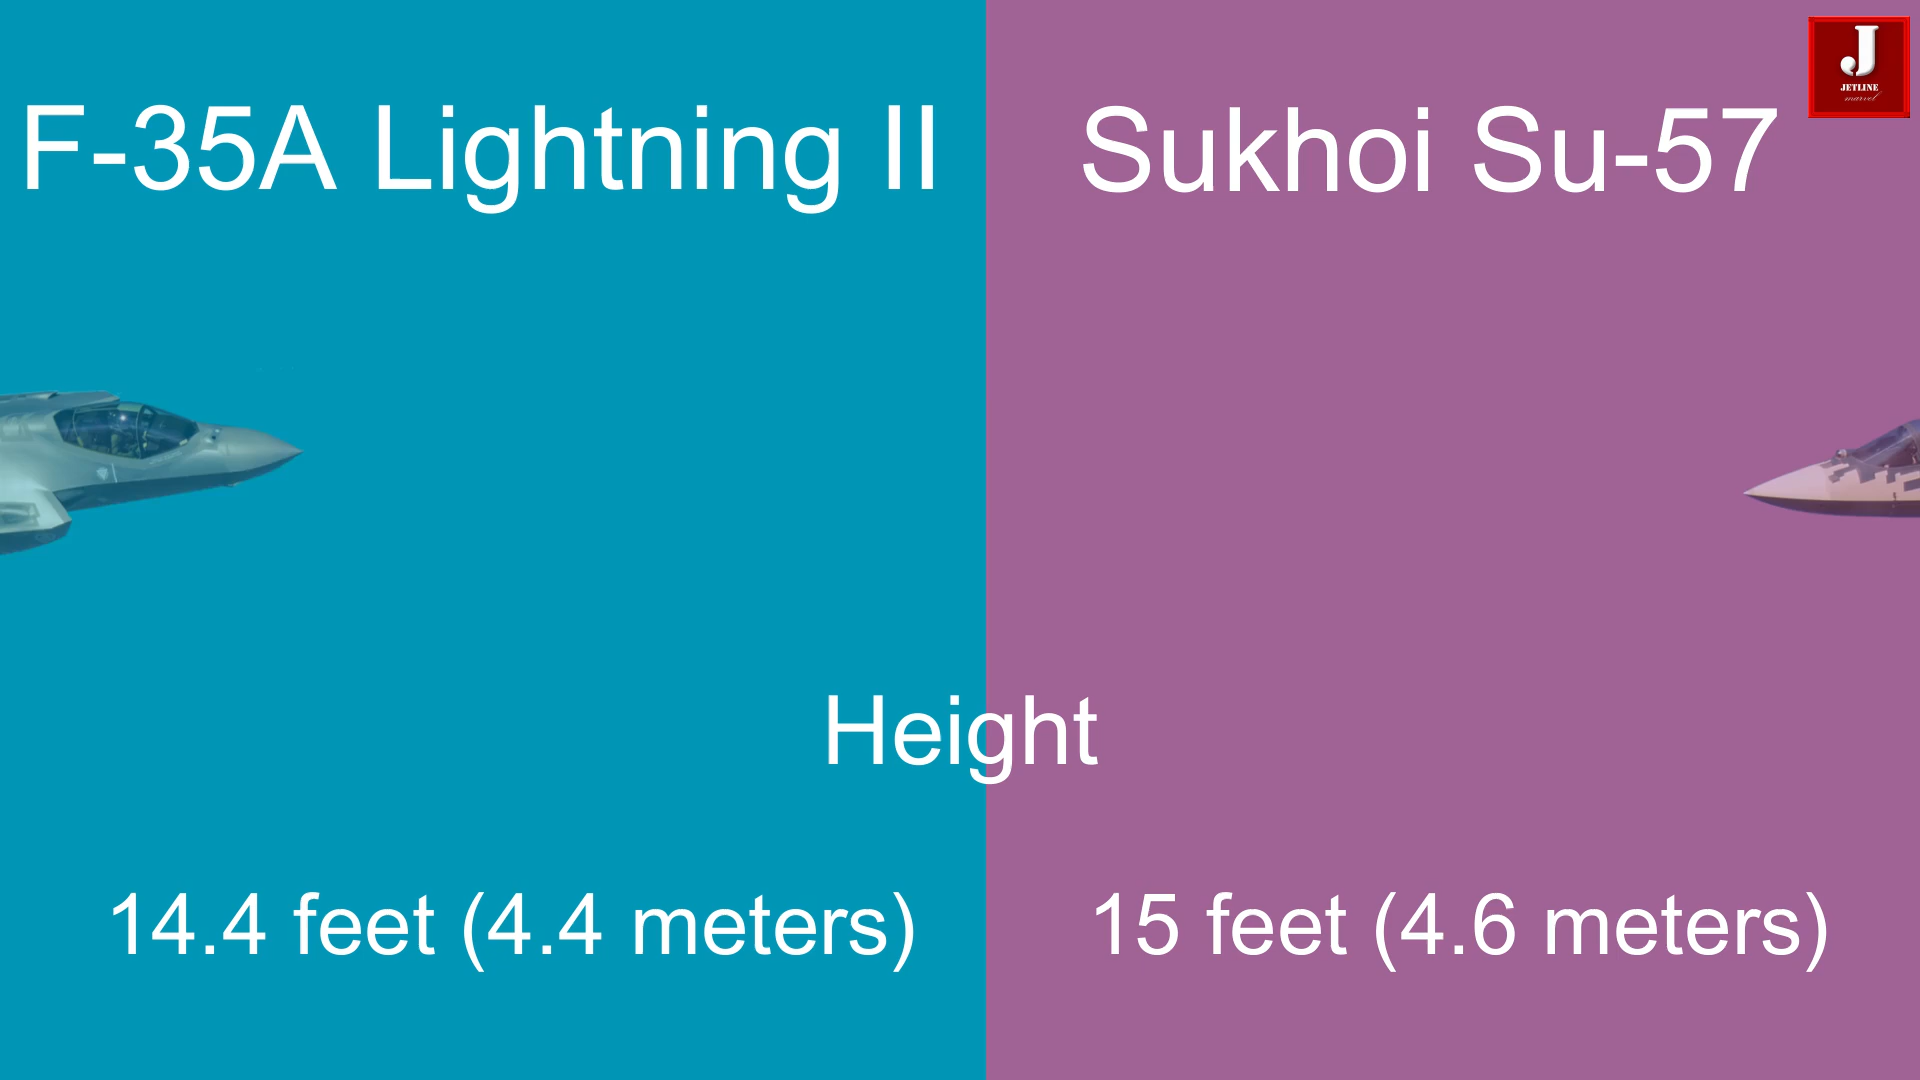 F-35A Lightning II
Sukhoi Su-57
J
JETLINE
marvel
Height
14.4 feet (4.4 meters)
15 feet (4.6 meters)